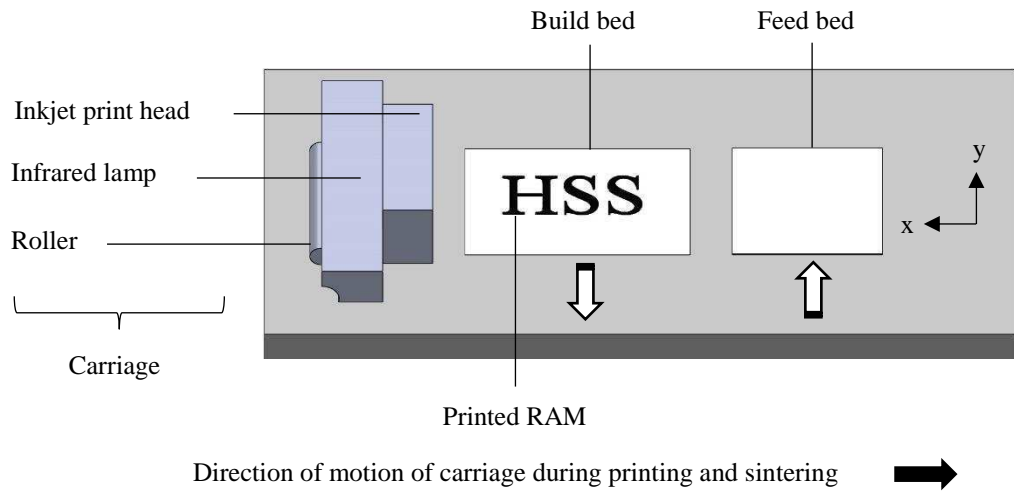 Build bed
Feed bed
Inkjet print head
Infrared lamp
HSS
y
x
Roller
Carriage
Printed RAM
Direction of motion of carriage during printing and sintering